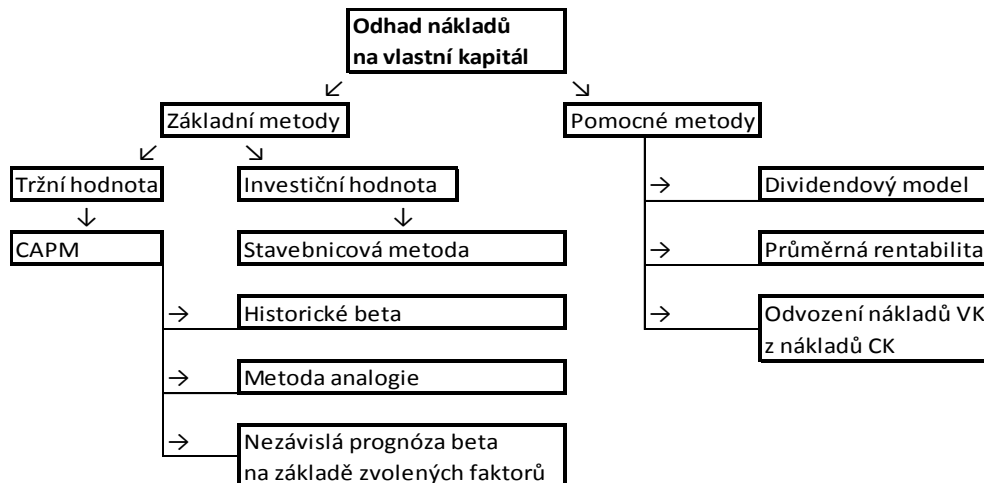 Odhad nákladů
na vlastní kapitál
Základní metody
Pomocné metody
Tržní hodnota
Investiční hodnota
Dividendový model
CAPM
Stavebnicová metoda
Průměrná rentabilita
Historické beta
Odvození nákladů VK
z nákladů CK
Metoda analogie
Nezávislá prognóza beta
na základě zvolených faktorů